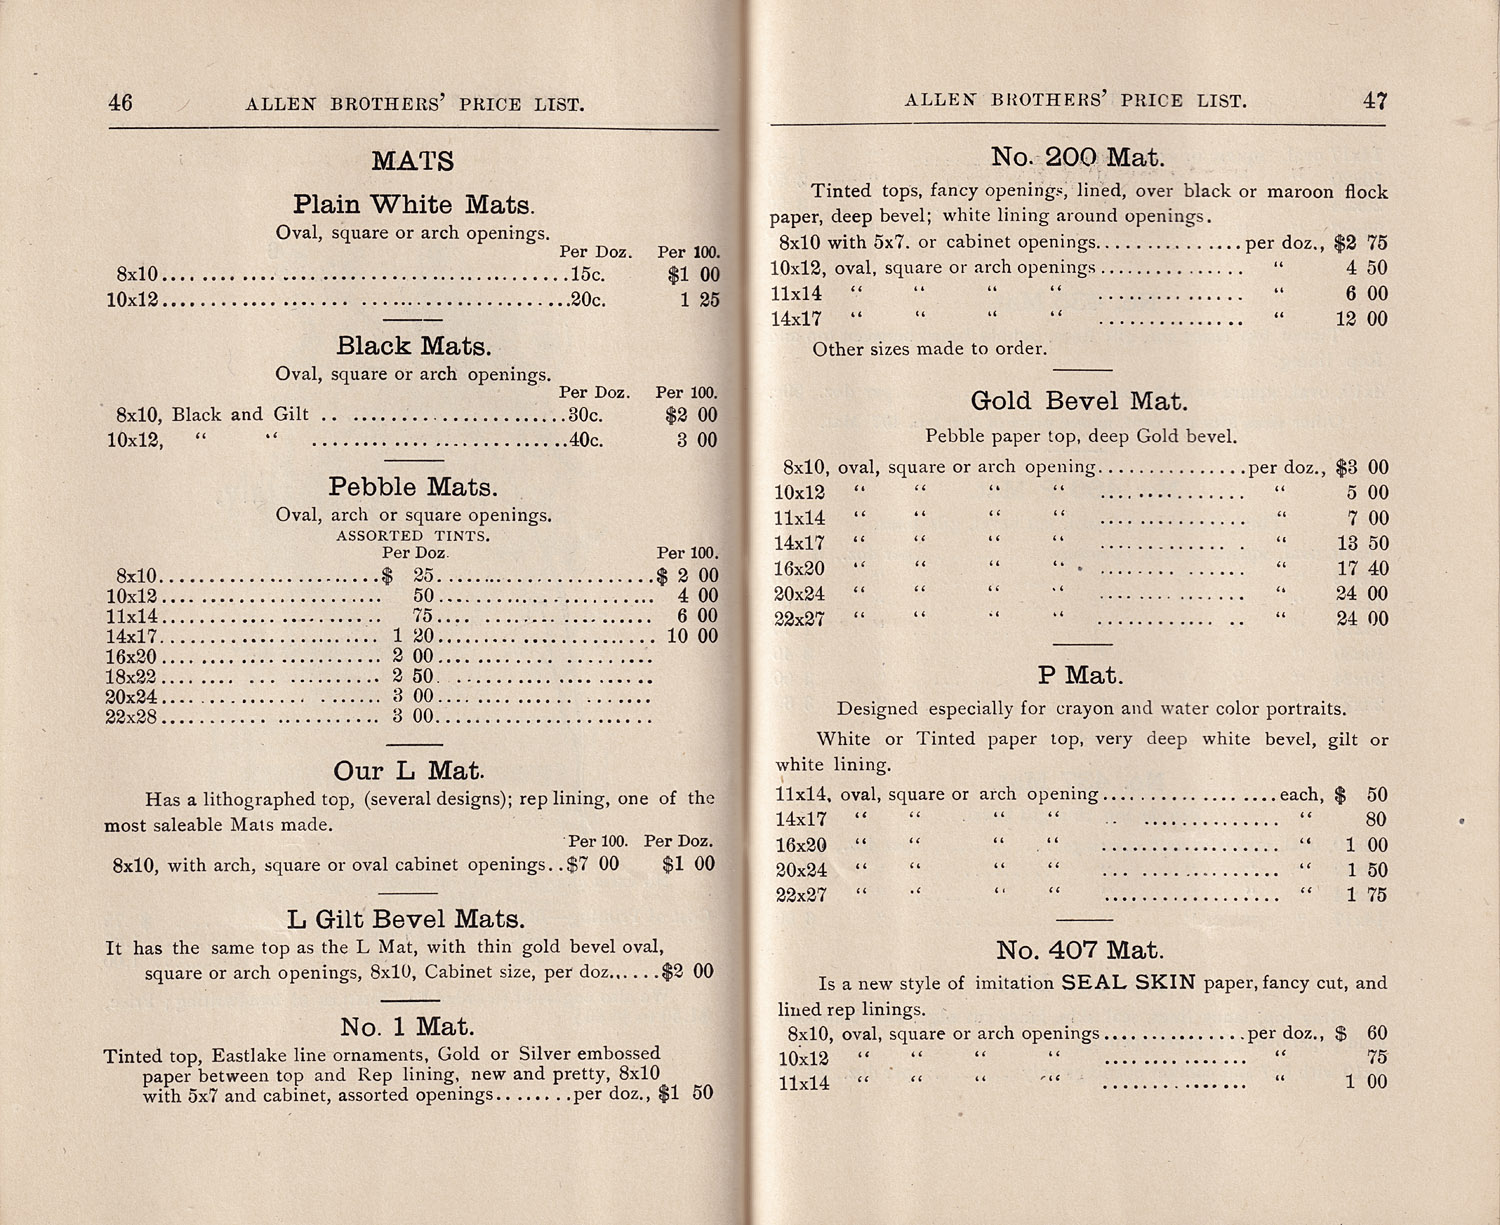 46 ALLEN BROTHERS' PRICE LIST.
MATS
Plain White Mats.
Oval, square or arch openings.
Per Doz. Per 100.
8x10........................................15c. $1 00
10x12........................................20c. 1 25
Black Mats.
Oval, square or arch openings.
Per Doz. Per 100.
8x10, Black and Gilt .. ......................30c. $2 00
10x12, “ “ ..........................40c. 3 00
Pebble Mats.
Oval, arch or square openings.
ASSORTED TINTS.
Per Doz. Per 100.
8x10........................$ 25........................$ 2 00
10x12........................ 50........................ 4 00
11x14........................ 75........................ 6 00
14x17........................ 1 20........................ 10 00
16x20........................ 2 00........................
18x22........................ 2 50........................
20x24........................ 3 00........................
22x28........................ 3 00........................
Our L Mat.
Has a lithographed top, (several designs); rep lining, one of the
most saleable Mats made.
Per 100. Per Doz.
8x10, with arch, square or oval cabinet openings..$7 00 $1 00
L Gilt Bevel Mats.
It has the same top as the L Mat, with thin gold bevel oval,
square or arch openings, 8x10, Cabinet size, per doz......$2 00
No. 1 Mat.
Tinted top, Eastlake line ornaments, Gold or Silver embossed
paper between top and Rep lining, new and pretty, 8x10
with 5x7 and cabinet, assorted openings........per doz., $1 50
ALLEN BROTHERS' PRICE LIST. 47
No. 200 Mat.
Tinted tops, fancy openings, lined, over black or maroon flock
paper, deep bevel; white lining around openings.
8x10 with 5x7. or cabinet openings...............per doz., $2 75
10x12, oval, square or arch openings............... “ 4 50
11x14 “ “ “ “ ............... “ 6 00
14x17 “ “ “ “ ............... “ 12 00
Other sizes made to order.
Gold Bevel Mat.
Pebble paper top, deep Gold bevel.
8x10, oval, square or arch opening...............per doz., $3 00
10x12 “ “ “ “ ............... “ 5 00
11x14 “ “ “ “ ............... “ 7 00
14x17 “ “ “ “ ............... “ 13 50
16x20 “ “ “ “ ............... “ 17 40
20x24 “ “ “ “ ............... “ 24 00
22x27 “ “ “ “ ............... “ 24 00
P Mat.
Designed especially for crayon and water color portraits.
White or Tinted paper top, very deep white bevel, gilt or
white lining.
11x14, oval, square or arch opening..................each, $ 50
14x17 “ “ “ “ .................. “ 80
16x20 “ “ “ “ .................. “ 1 00
20x24 “ “ “ “ .................. “ 1 50
22x27 “ “ “ “ .................. “ 1 75
No. 407 Mat.
Is a new style of imitation SEAL SKIN paper, fancy cut, and
lined rep linings.
8x10, oval, square or arch openings...............per doz., $ 60
10x12 “ “ “ “ ............... “ 75
11x14 “ “ “ “ ............... “ 1 00